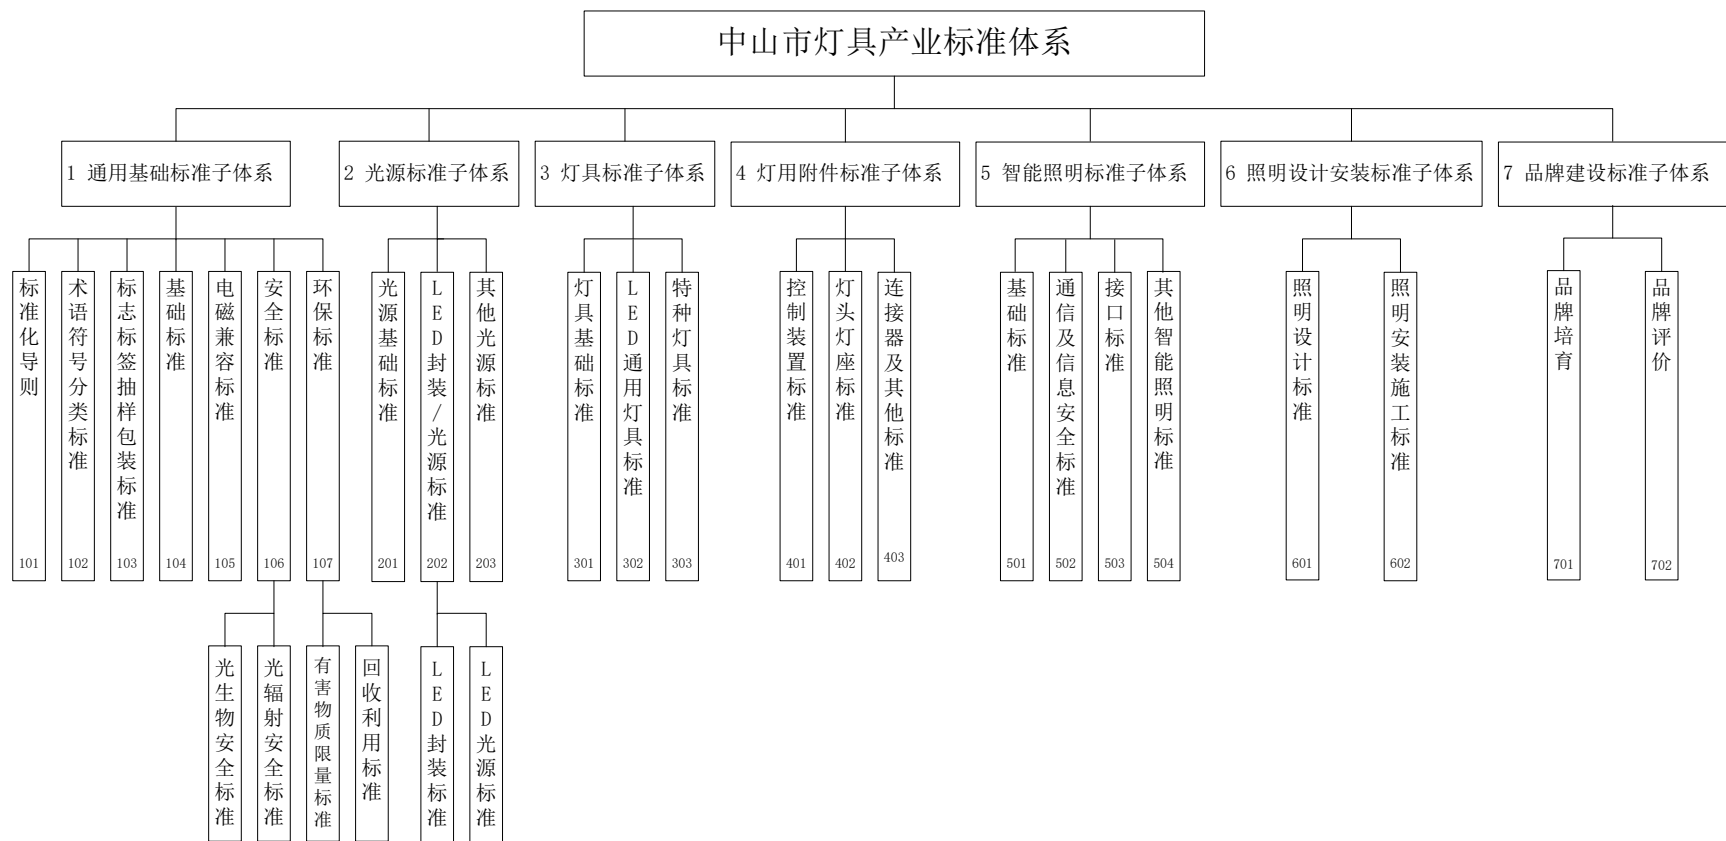 中山市灯具产业标准体系
1 通用基础标准子体系
2 光源标准子体系
3 灯具标准子体系
4 灯用附件标准子体系
5 智能照明标准子体系
6 照明设计安装标准子体系
7 品牌建设标准子体系
标准化导则
101
术语符号分类标准
102
标志标签抽样包装标准
103
基础标准
104
电磁兼容标准
105
安全标准
106
环保标准
107
光源基础标准
201
LED封装/光源标准
202
其他光源标准
203
灯具基础标准
301
LED通用灯具标准
302
特种灯具标准
303
控制装置标准
401
灯头灯座标准
402
连接器及其他标准
403
基础标准
501
通信及信息安全标准
502
接口标准
503
其他智能照明标准
504
照明设计标准
601
照明安装施工标准
602
品牌培育
701
品牌评价
702
光生物安全标准
光辐射安全标准
有害物质限量标准
回收利用标准
LED封装标准
LED光源标准